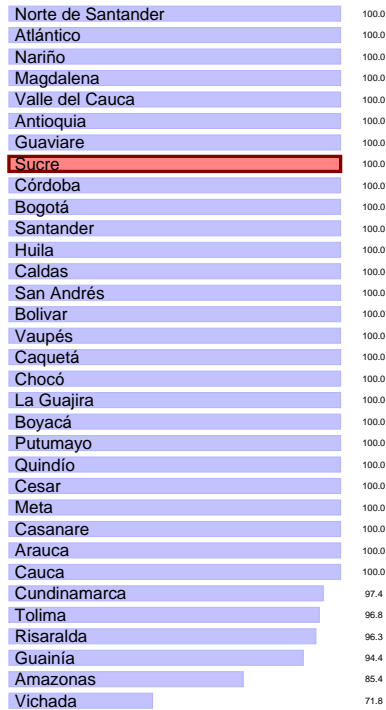 Norte de Santander 100.0
Atlántico 100.0
Nariño 100.0
Magdalena 100.0
Valle del Cauca 100.0
Antioquia 100.0
Guaviare 100.0
Sucre 100.0
Córdoba 100.0
Bogotá 100.0
Santander 100.0
Huila 100.0
Caldas 100.0
San Andrés 100.0
Bolivar 100.0
Vaupés 100.0
Caquetá 100.0
Chocó 100.0
La Guajira 100.0
Boyacá 100.0
Putumayo 100.0
Quindío 100.0
Cesar 100.0
Meta 100.0
Casanare 100.0
Arauca 100.0
Cauca 100.0
Cundinamarca 97.4
Tolima 96.8
Risaralda 96.3
Guainía 94.4
Amazonas 85.4
Vichada 71.8